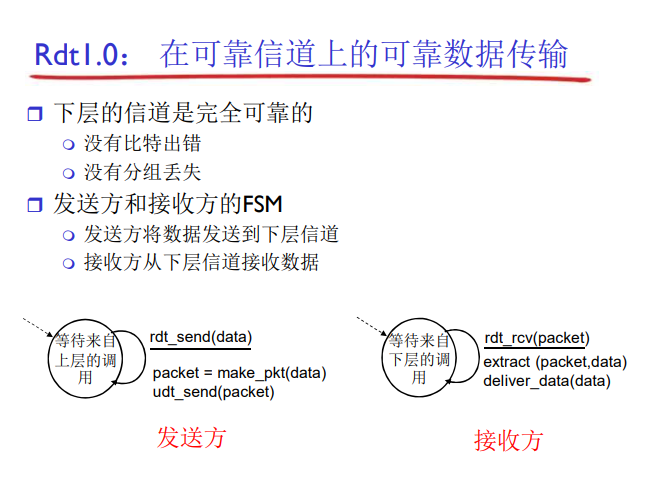 Rdt1.0： 在可靠信道上的可靠数据传输
下层的信道是完全可靠的
没有比特出错
没有分组丢失
发送方和接收方的FSM
发送方将数据发送到下层信道
接收方从下层信道接收数据
等待来自
上层的调
用
rdt_send(data)
packet = make_pkt(data)
udt_send(packet)
发送方
等待来自
下层的调
用
rdt_rcv(packet)
extract (packet,data)
deliver_data(data)
接收方